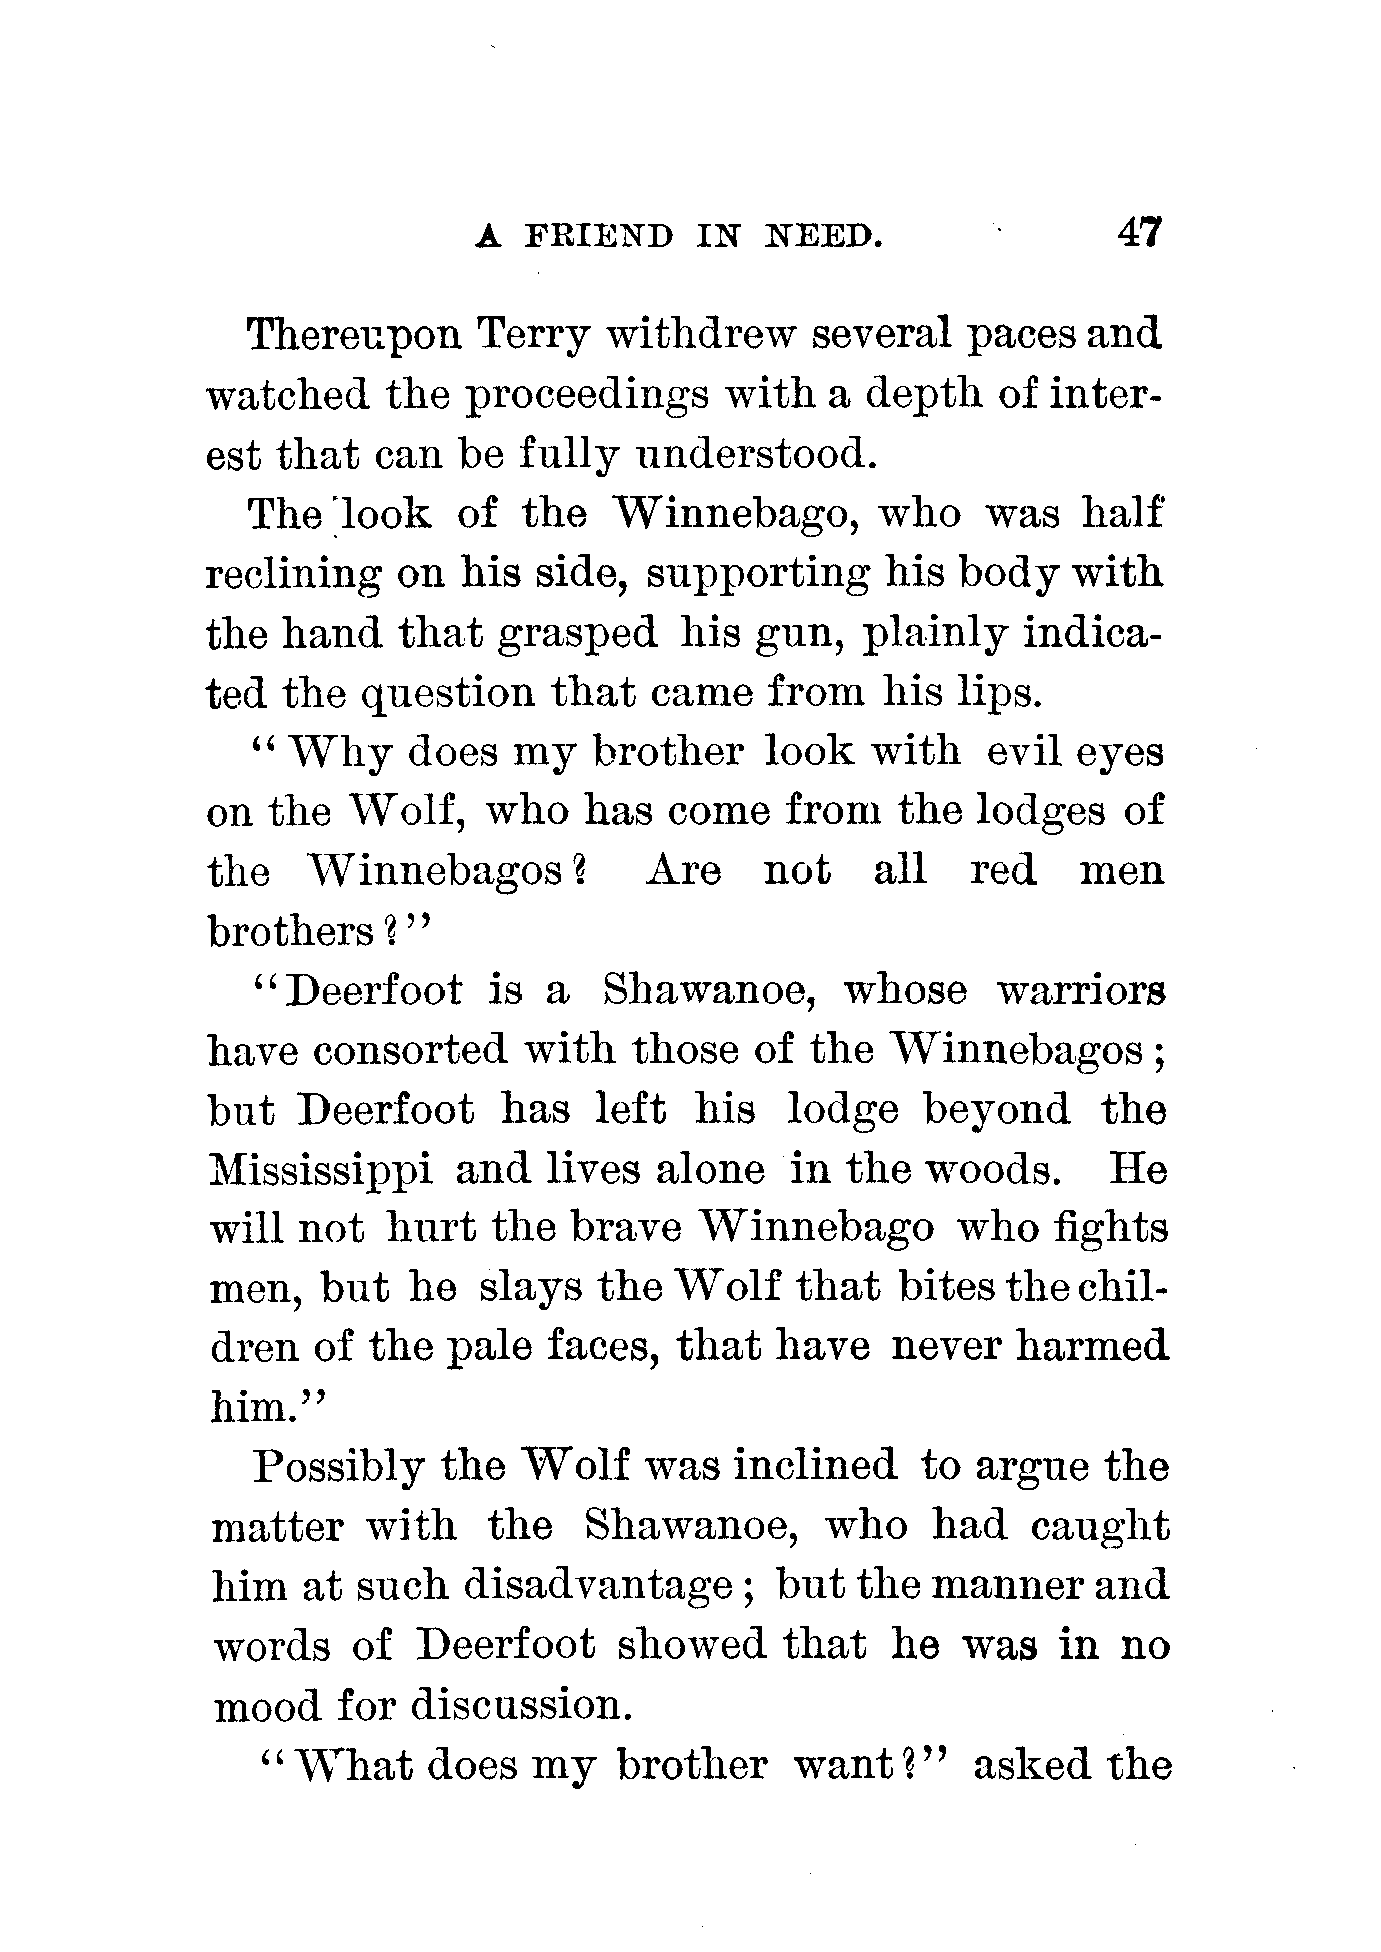 A FRIEND IN NEED. 47
Thereupon Terry withdrew several paces and
watched the proceedings with a depth of inter-
est that can be fully understood.
The look of the Winnebago, who was half
reclining on his side, supporting his body with
the hand that grasped his gun, plainly indica-
ted the question that came from his lips.
“ Why does my brother look with evil eyes
on the Wolf, who has come from the lodges of
the Winnebagos? Are not all red men
brothers?”
“Deerfoot is a Shawanoe, whose warriors
have consorted with those of the Winnebagos ;
but Deerfoot has left his lodge beyond the
Mississippi and lives alone in the woods. He
will not hurt the brave Winnebago who fights
men, but he slays the Wolf that bites the chil-
dren of the pale faces, that have never harmed
him.”
Possibly the Wolf was inclined to argue the
matter with the Shawanoe, who had caught
him at such disadvantage ; but the manner and
words of Deerfoot showed that he was in no
mood for discussion.
“ What does my brother want?” asked the